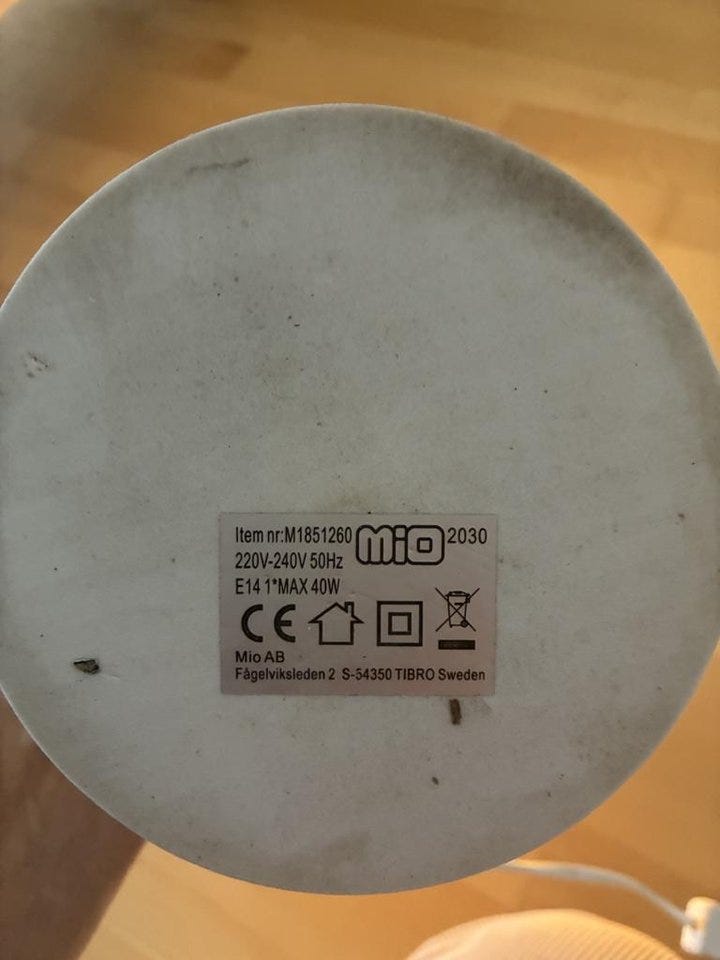 Item nr:M1851260 mio 2030
220V-240V 50Hz
E14 1*MAX 40W
CE
Mio AB
Fågelviksleden 2 S-54350 TIBRO Sweden